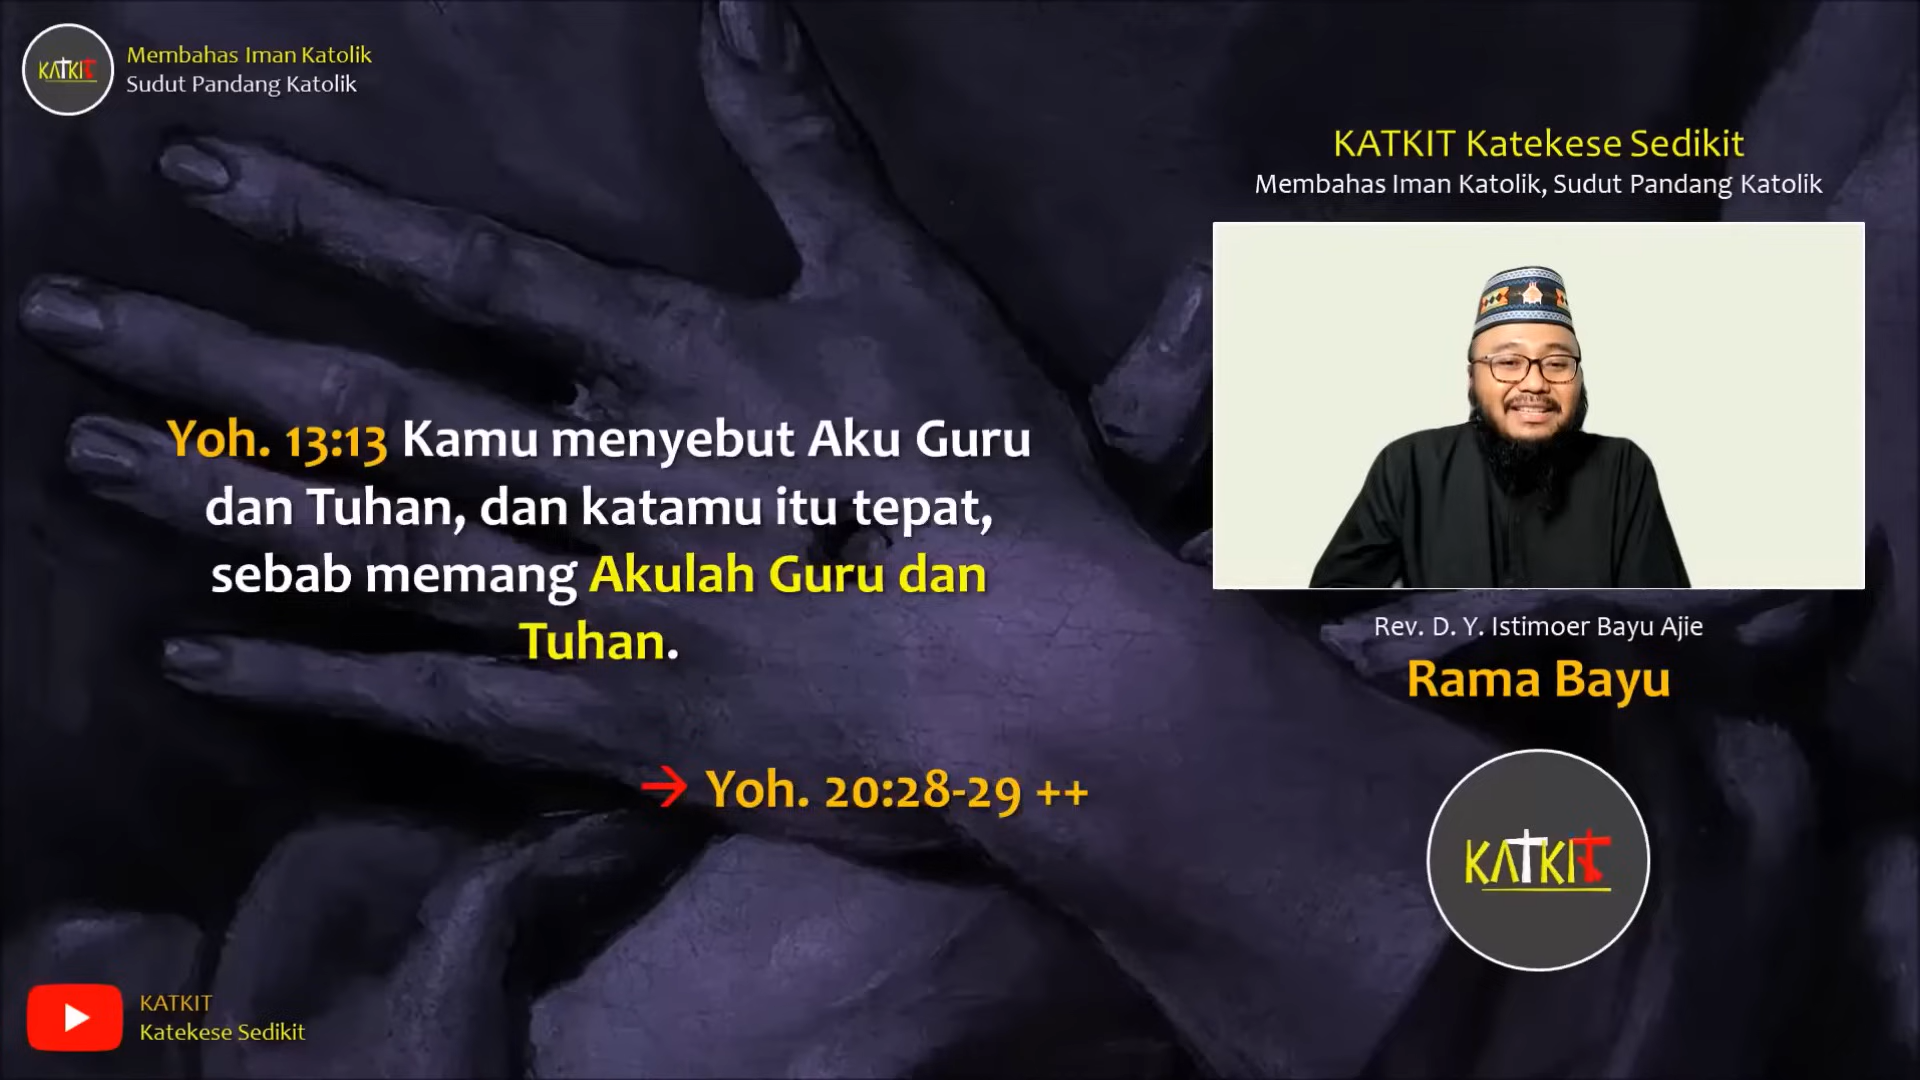 KATKIT
Membahas Iman Katolik
Sudut Pandang Katolik
KATKIT Katekese Sedikit
Membahas Iman Katolik, Sudut Pandang Katolik
Yoh. 13:13 Kamu menyebut Aku Guru
dan Tuhan, dan katamu itu tepat,
sebab memang Akulah Guru dan
Tuhan.
→ Yoh. 20:28-29 ++
Rev. D. Y. Istimoer Bayu Ajie
Rama Bayu
KATKIT
KATKIT
Katekese Sedikit